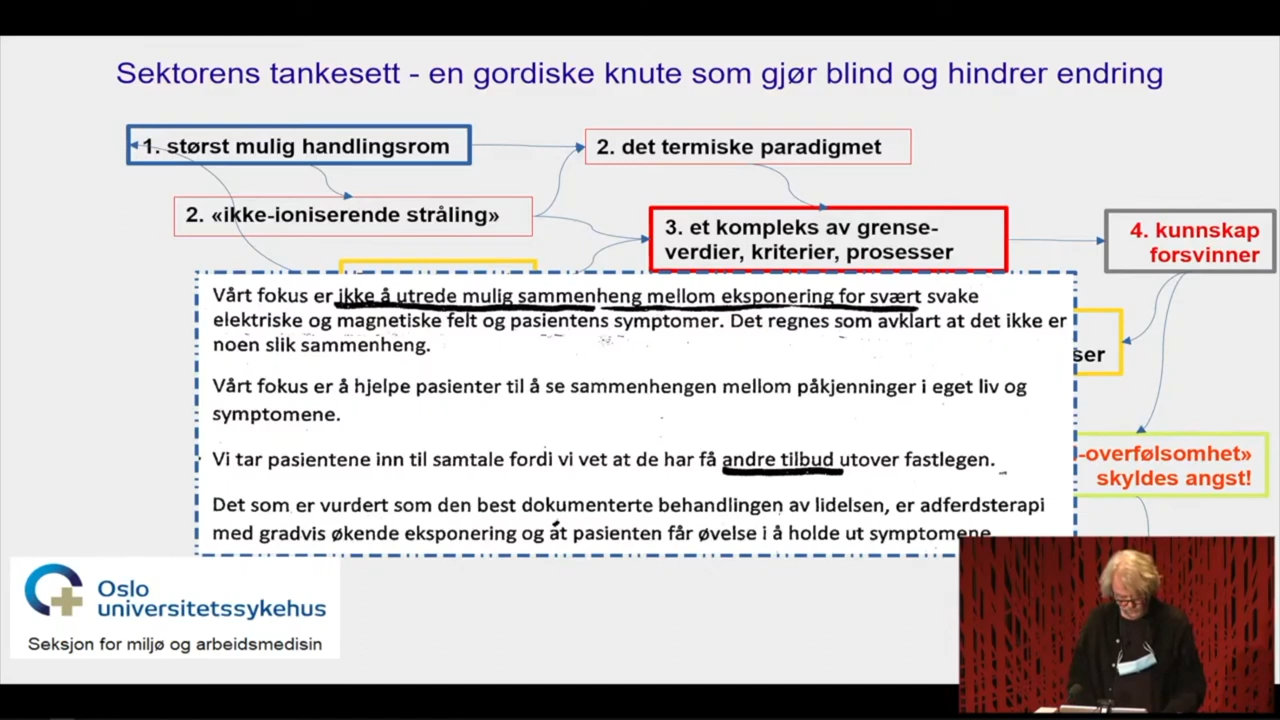 Sektorens tankesett - en gordiske knute som gjør blind og hindrer endring
1. størst mulig handlingsrom
2. det termiske paradigmet
2. «ikke-ioniserende stråling»
3. et kompleks av grense-
verdier, kriterier, prosesser
4. kunnskap
forsvinner
Vårt fokus er ikke å utrede mulig sammenheng mellom eksponering for svært svake
elektriske og magnetiske felt og pasientens symptomer. Det regnes som avklart at det ikke er
noen slik sammenheng.
ser
Vårt fokus er å hjelpe pasienter til å se sammenhengen mellom påkjenninger i eget liv og
symptomene.
Vi tar pasientene inn til samtale fordi vi vet at de har få andre tilbud utover fastlegen.
-overfølsomhet»
skyldes angst!
Det som er vurdert som den best dokumenterte behandlingen av lidelsen, er adferdsterapi
med gradvis økende eksponering og at pasienten får øvelse i å holde ut symptomene
Oslo
universitetssykehus
Seksjon for miljø og arbeidsmedisin